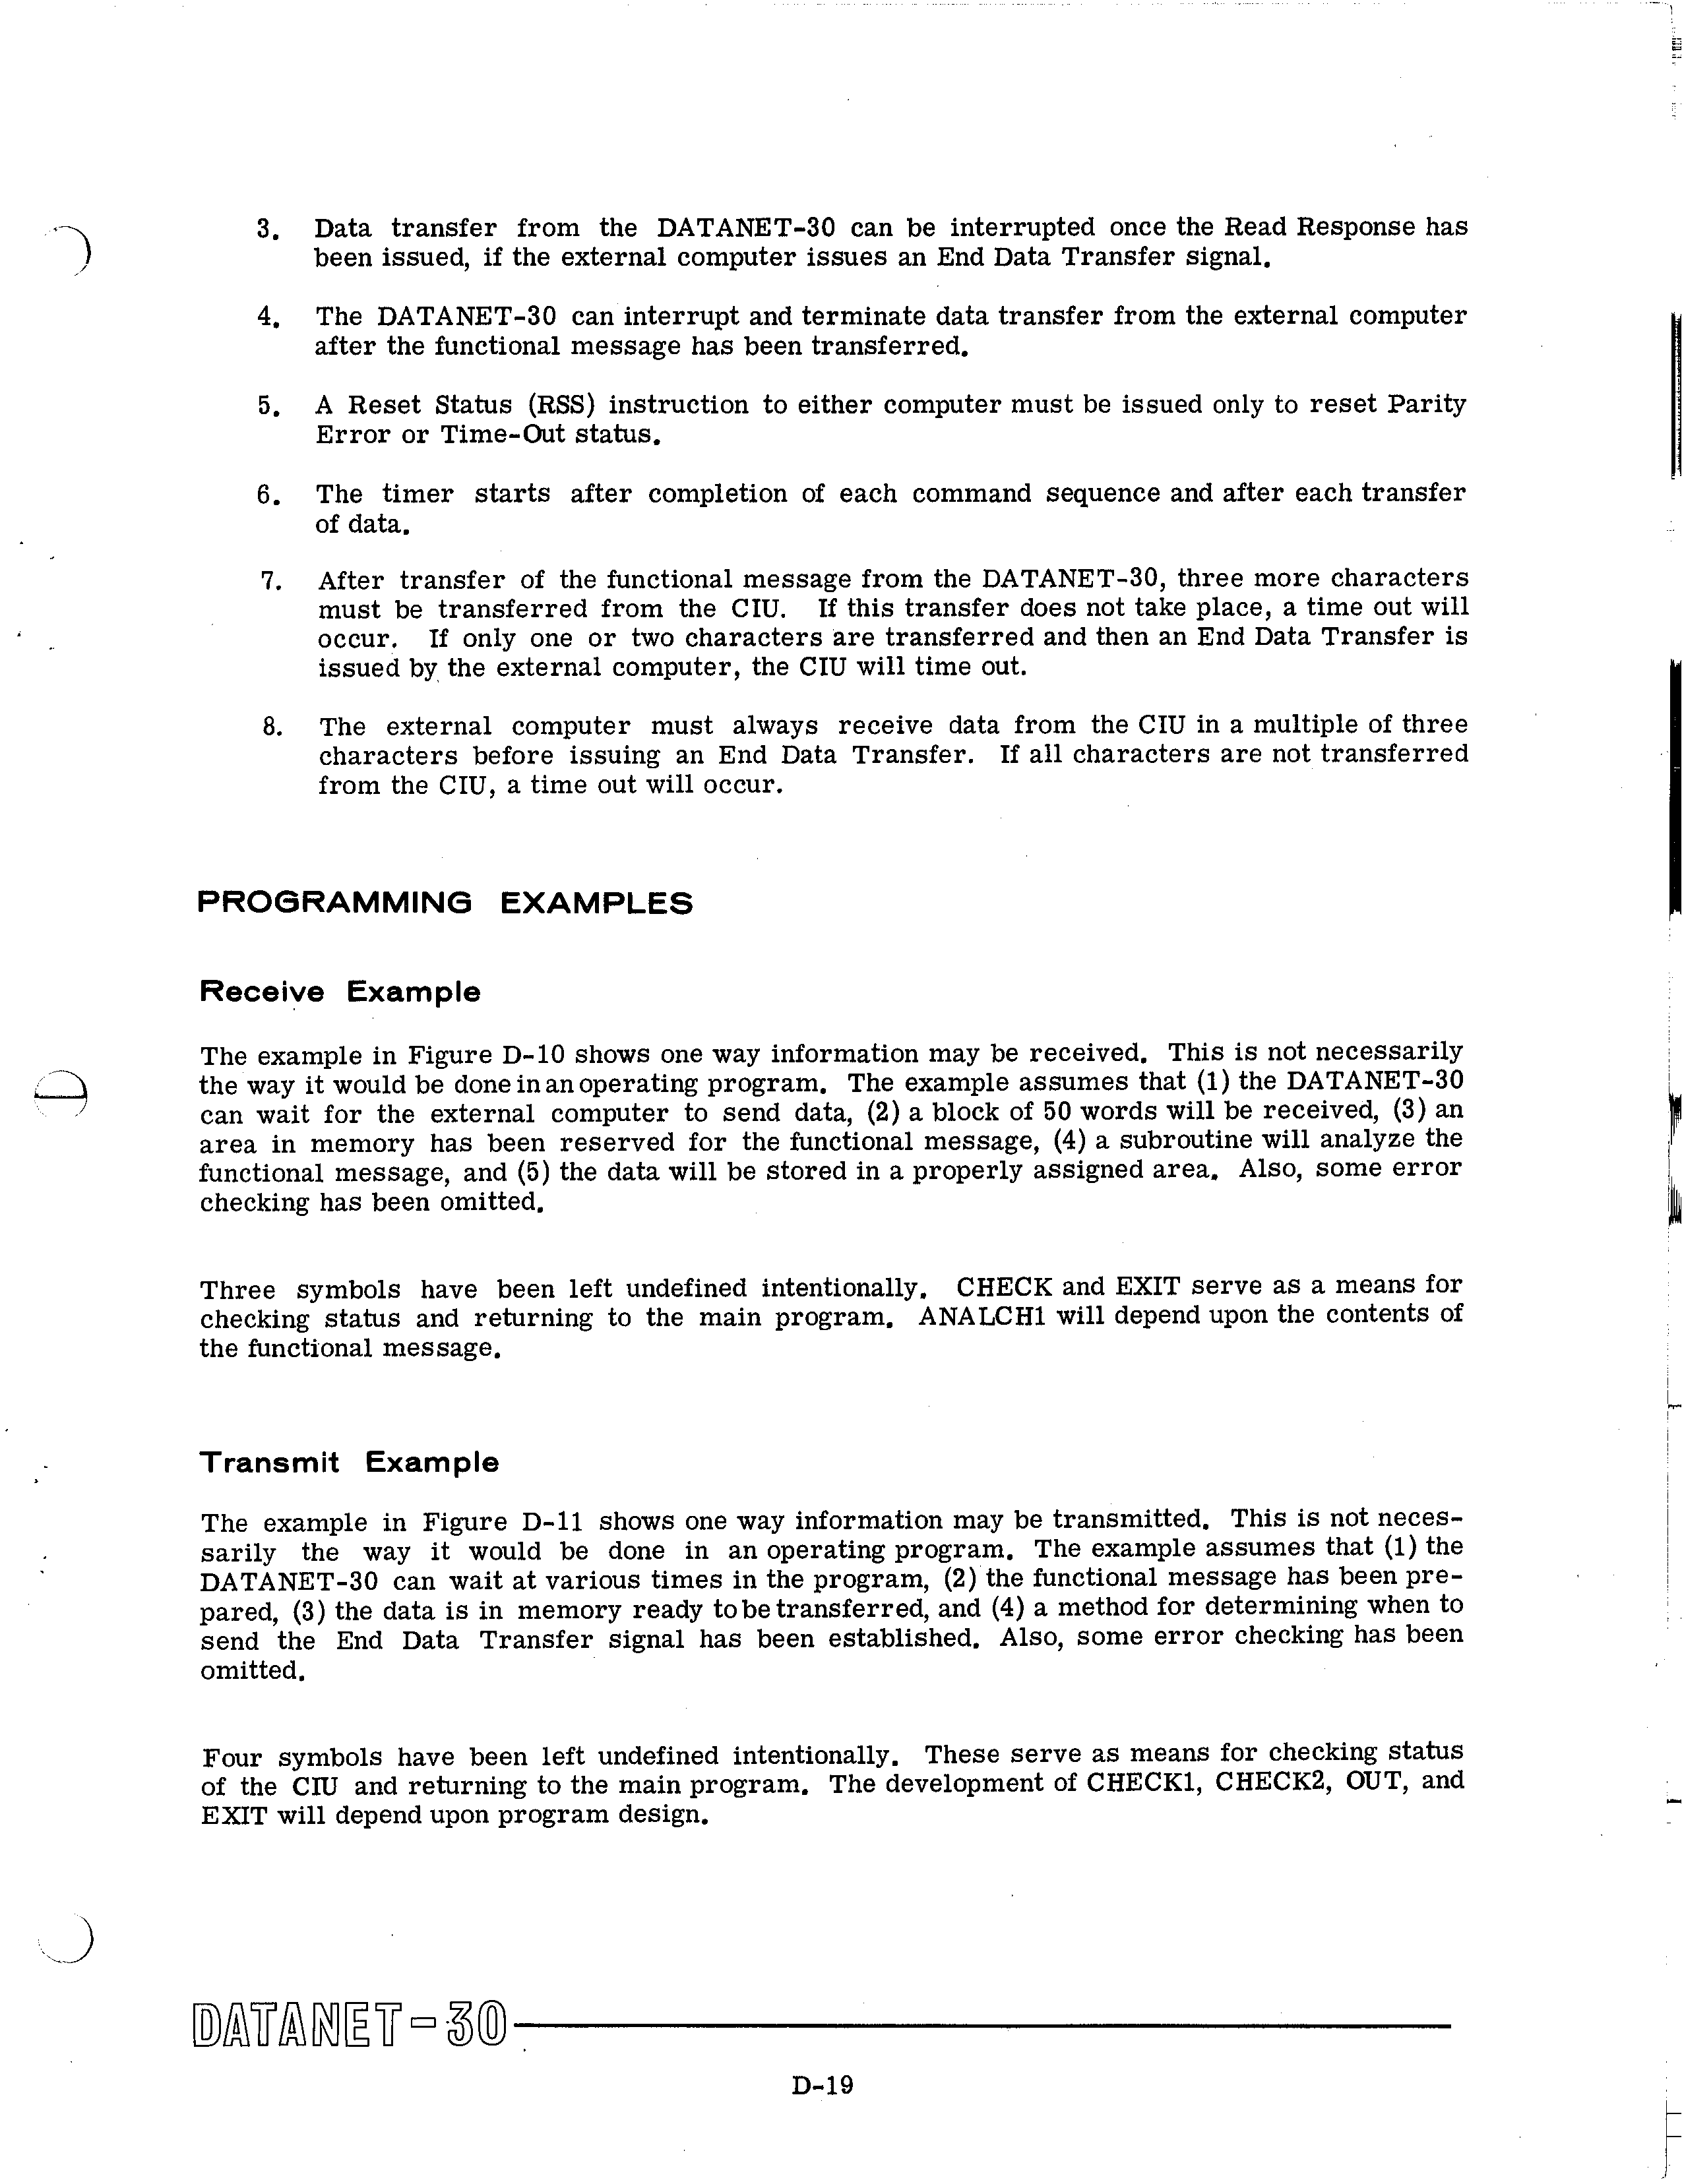 3. Data transfer from the DATANET-30 can be interrupted once the Read Response has
been issued, if the external computer issues an End Data Transfer signal.
4. The DATANET-30 can interrupt and terminate data transfer from the external computer
after the functional message has been transferred.
5. A Reset Status (RSS) instruction to either computer must be issued only to reset Parity
Error or Time-Out status.
6. The timer starts after completion of each command sequence and after each transfer
of data.
7. After transfer of the functional message from the DATANET-30, three more characters
must be transferred from the CIU. If this transfer does not take place, a time out will
occur. If only one or two characters are transferred and then an End Data Transfer is
issued by the external computer, the CIU will time out.
8. The external computer must always receive data from the CIU in a multiple of three
characters before issuing an End Data Transfer. If all characters are not transferred
from the CIU, a time out will occur.
PROGRAMMING EXAMPLES
Receive Example
The example in Figure D-10 shows one way information may be received. This is not necessarily
the way it would be done in an operating program. The example assumes that (1) the DATANET-30
can wait for the external computer to send data, (2) a block of 50 words will be received, (3) an
area in memory has been reserved for the functional message, (4) a subroutine will analyze the
functional message, and (5) the data will be stored in a properly assigned area. Also, some error
checking has been omitted.
Three symbols have been left undefined intentionally. CHECK and EXIT serve as a means for
checking status and returning to the main program. ANALCH1 will depend upon the contents of
the functional message.
Transmit Example
The example in Figure D-11 shows one way information may be transmitted. This is not neces-
sarily the way it would be done in an operating program. The example assumes that (1) the
DATANET-30 can wait at various times in the program, (2) the functional message has been pre-
pared, (3) the data is in memory ready to be transferred, and (4) a method for determining when to
send the End Data Transfer signal has been established. Also, some error checking has been
omitted.
Four symbols have been left undefined intentionally. These serve as means for checking status
of the CIU and returning to the main program. The development of CHECK1, CHECK2, OUT, and
EXIT will depend upon program design.
DATANET-30
D-19